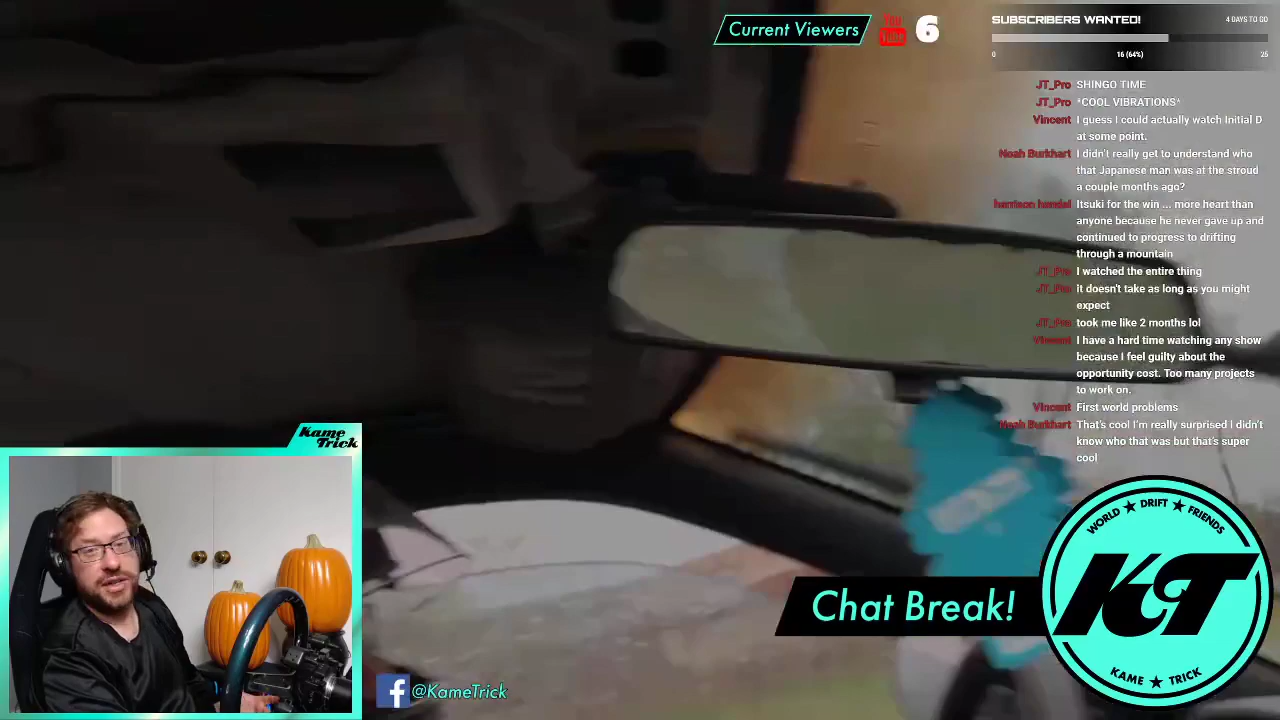 Current Viewers
You
Tube
6
SUBSCRIBERS WANTED!
4 DAYS TO GO
0
16 (64%)
25
JT_Pro SHINGO TIME
JT_Pro *COOL VIBRATIONS*
Vincent I guess I could actually watch Initial D
at some point.
Noah Burkhart I didn't really get to understand who
that Japanese man was at the stroud
a couple months ago?
harrison hendel Itsuki for the win ... more heart than
anyone because he never gave up and
continued to progress to drifting
through a mountain
JT_Pro I watched the entire thing
JT_Pro it doesn't take as long as you might
expect
JT_Pro took me like 2 months lol
Vincent I have a hard time watching any show
because I feel guilty about the
opportunity cost. Too many projects
to work on.
Vincent First world problems
Noah Burkhart That's cool I'm really surprised I didn't
know who that was but that's super
cool
Kame
Trick
Chat Break!
WORLD ★ DRIFT ★ FRIENDS
KT
KAME ★ TRICK
f @KameTrick